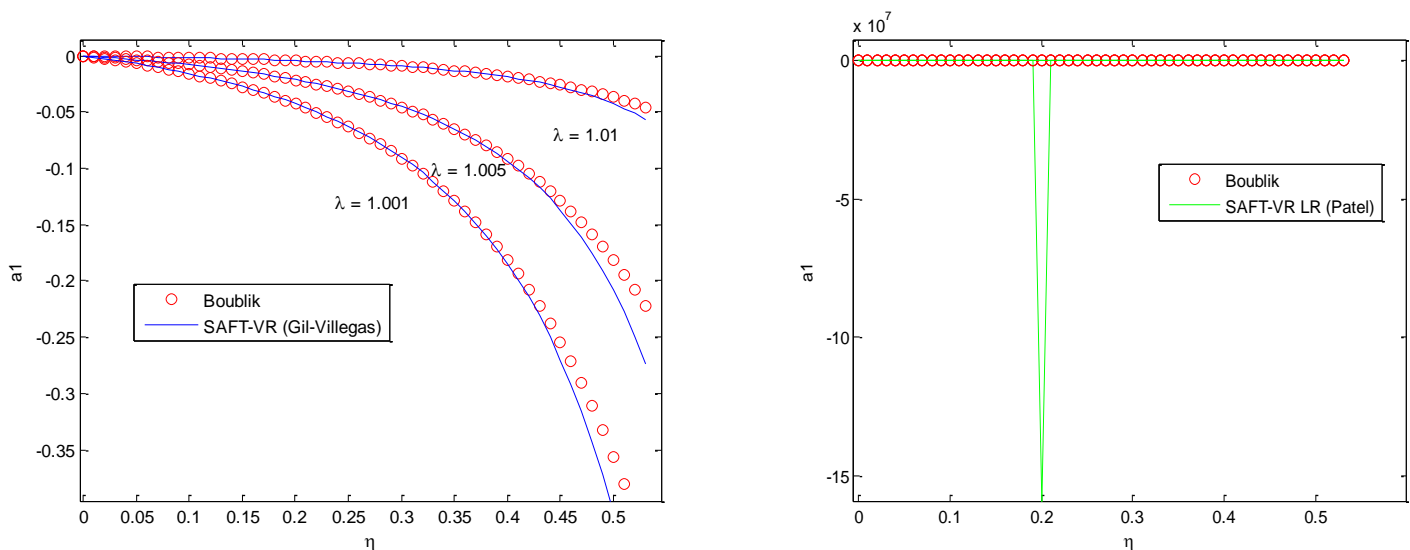 0
-0.05
-0.1
-0.15
-0.2
-0.25
-0.3
-0.35
a1
0
0.05
0.1
0.15
0.2
0.25
0.3
0.35
0.4
0.45
0.5
η
λ = 1.01
λ = 1.005
λ = 1.001
Boublik
SAFT-VR (Gil-Villegas)
x 10^7
0
-5
-10
-15
a1
0
0.1
0.2
0.3
0.4
0.5
η
Boublik
SAFT-VR LR (Patel)